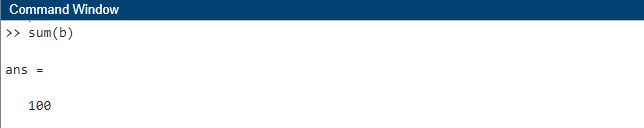 Command Window
>> sum(b)
ans =
100